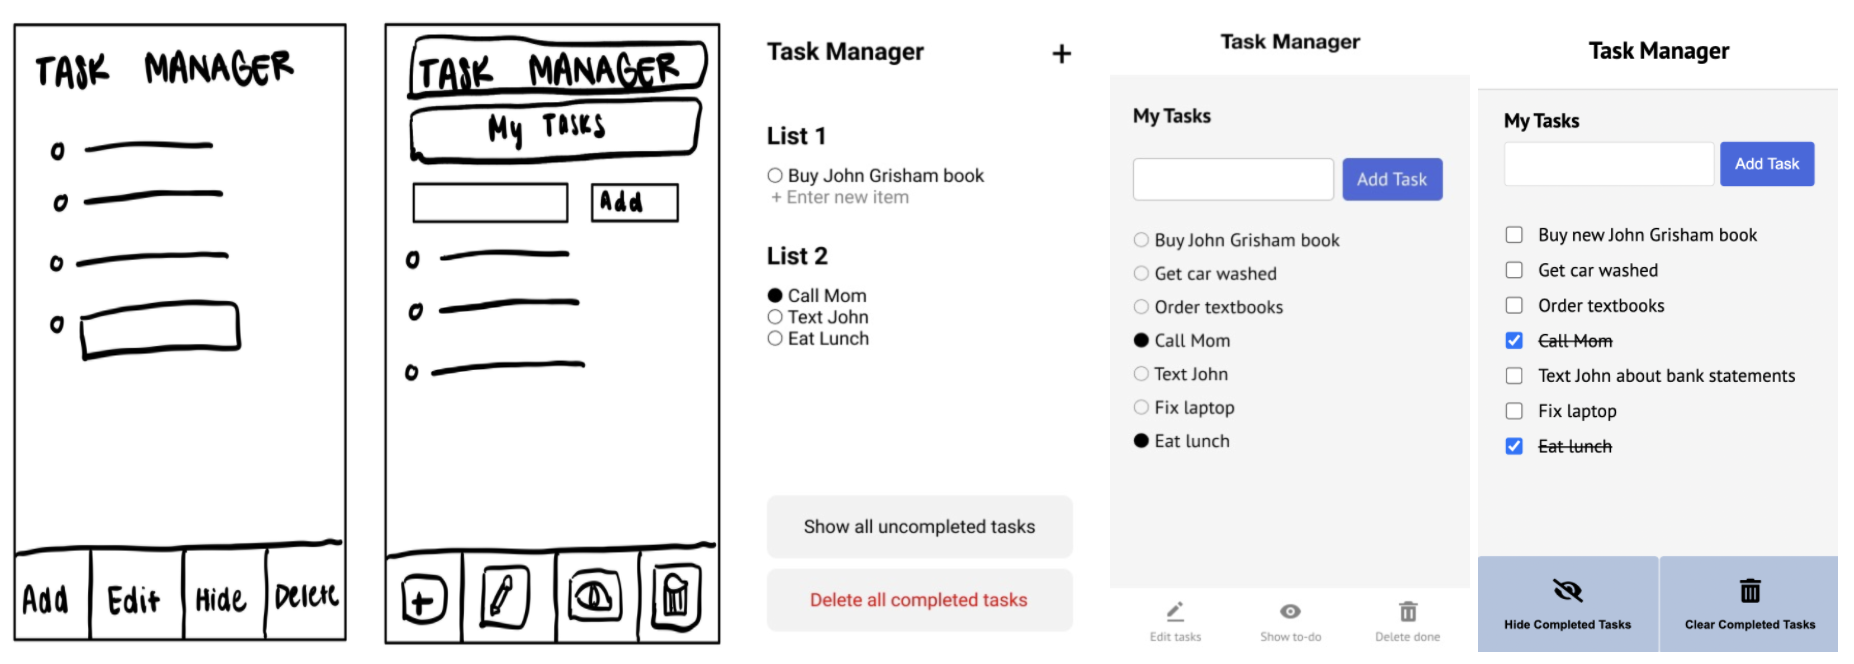 TASK MANAGER
Add Edit Hide Delete
TASK MANAGER
My TASKS
Add
Task Manager +
List 1
Buy John Grisham book
+ Enter new item
List 2
Call Mom
Text John
Eat Lunch
Show all uncompleted tasks
Delete all completed tasks
Task Manager
My Tasks
Add Task
Buy John Grisham book
Get car washed
Order textbooks
Call Mom
Text John
Fix laptop
Eat lunch
Edit tasks Show to-do Delete done
Task Manager
My Tasks
Add Task
Buy new John Grisham book
Get car washed
Order textbooks
Call Mom
Text John about bank statements
Fix laptop
Eat lunch
Hide Completed Tasks Clear Completed Tasks